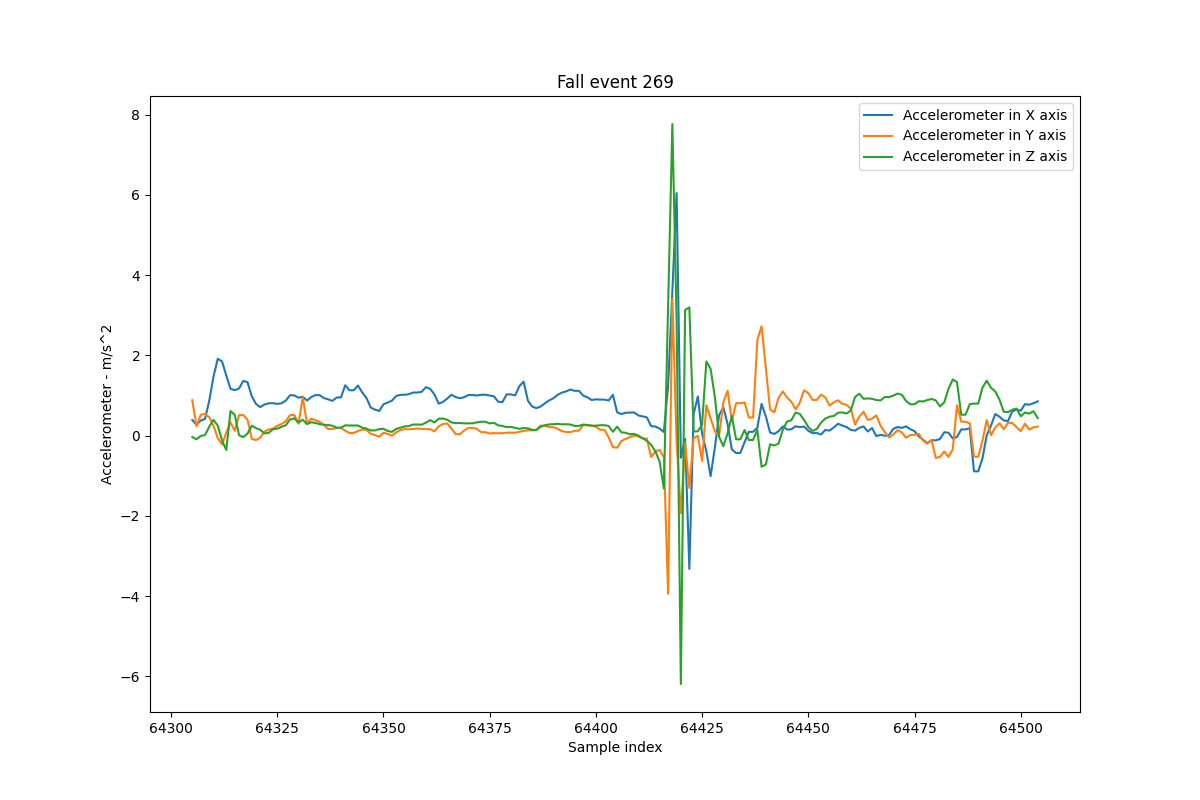 Fall event 269
Accelerometer in X axis
Accelerometer in Y axis
Accelerometer in Z axis
Accelerometer - m/s^2
8
6
4
2
0
−2
−4
−6
64300 64325 64350 64375 64400 64425 64450 64475 64500
Sample index